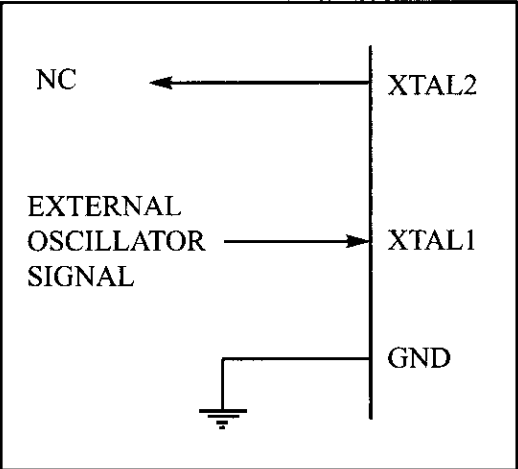 NC
XTAL2
EXTERNAL
OSCILLATOR
SIGNAL
XTAL1
GND